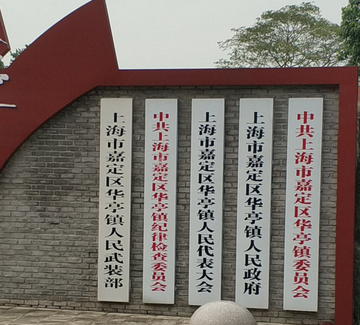 中共上海市嘉定区华亭镇委员会
上海市嘉定区华亭镇人民政府
上海市嘉定区华亭镇人民代表大会
中共上海市嘉定区华亭镇纪律检查委员会
上海市嘉定区华亭镇人民武装部